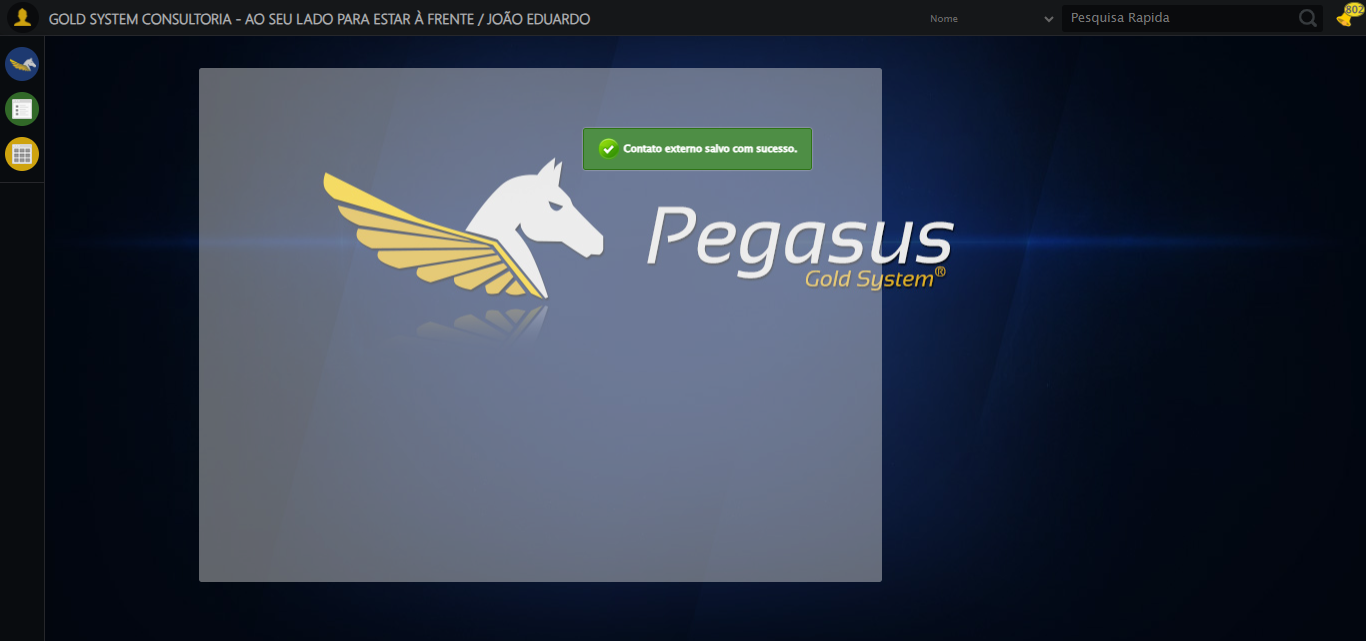 GOLD SYSTEM CONSULTORIA - AO SEU LADO PARA ESTAR À FRENTE / JOÃO EDUARDO
Nome
Pesquisa Rapida
802
Contato externo salvo com sucesso.
Pegasus
Gold System®